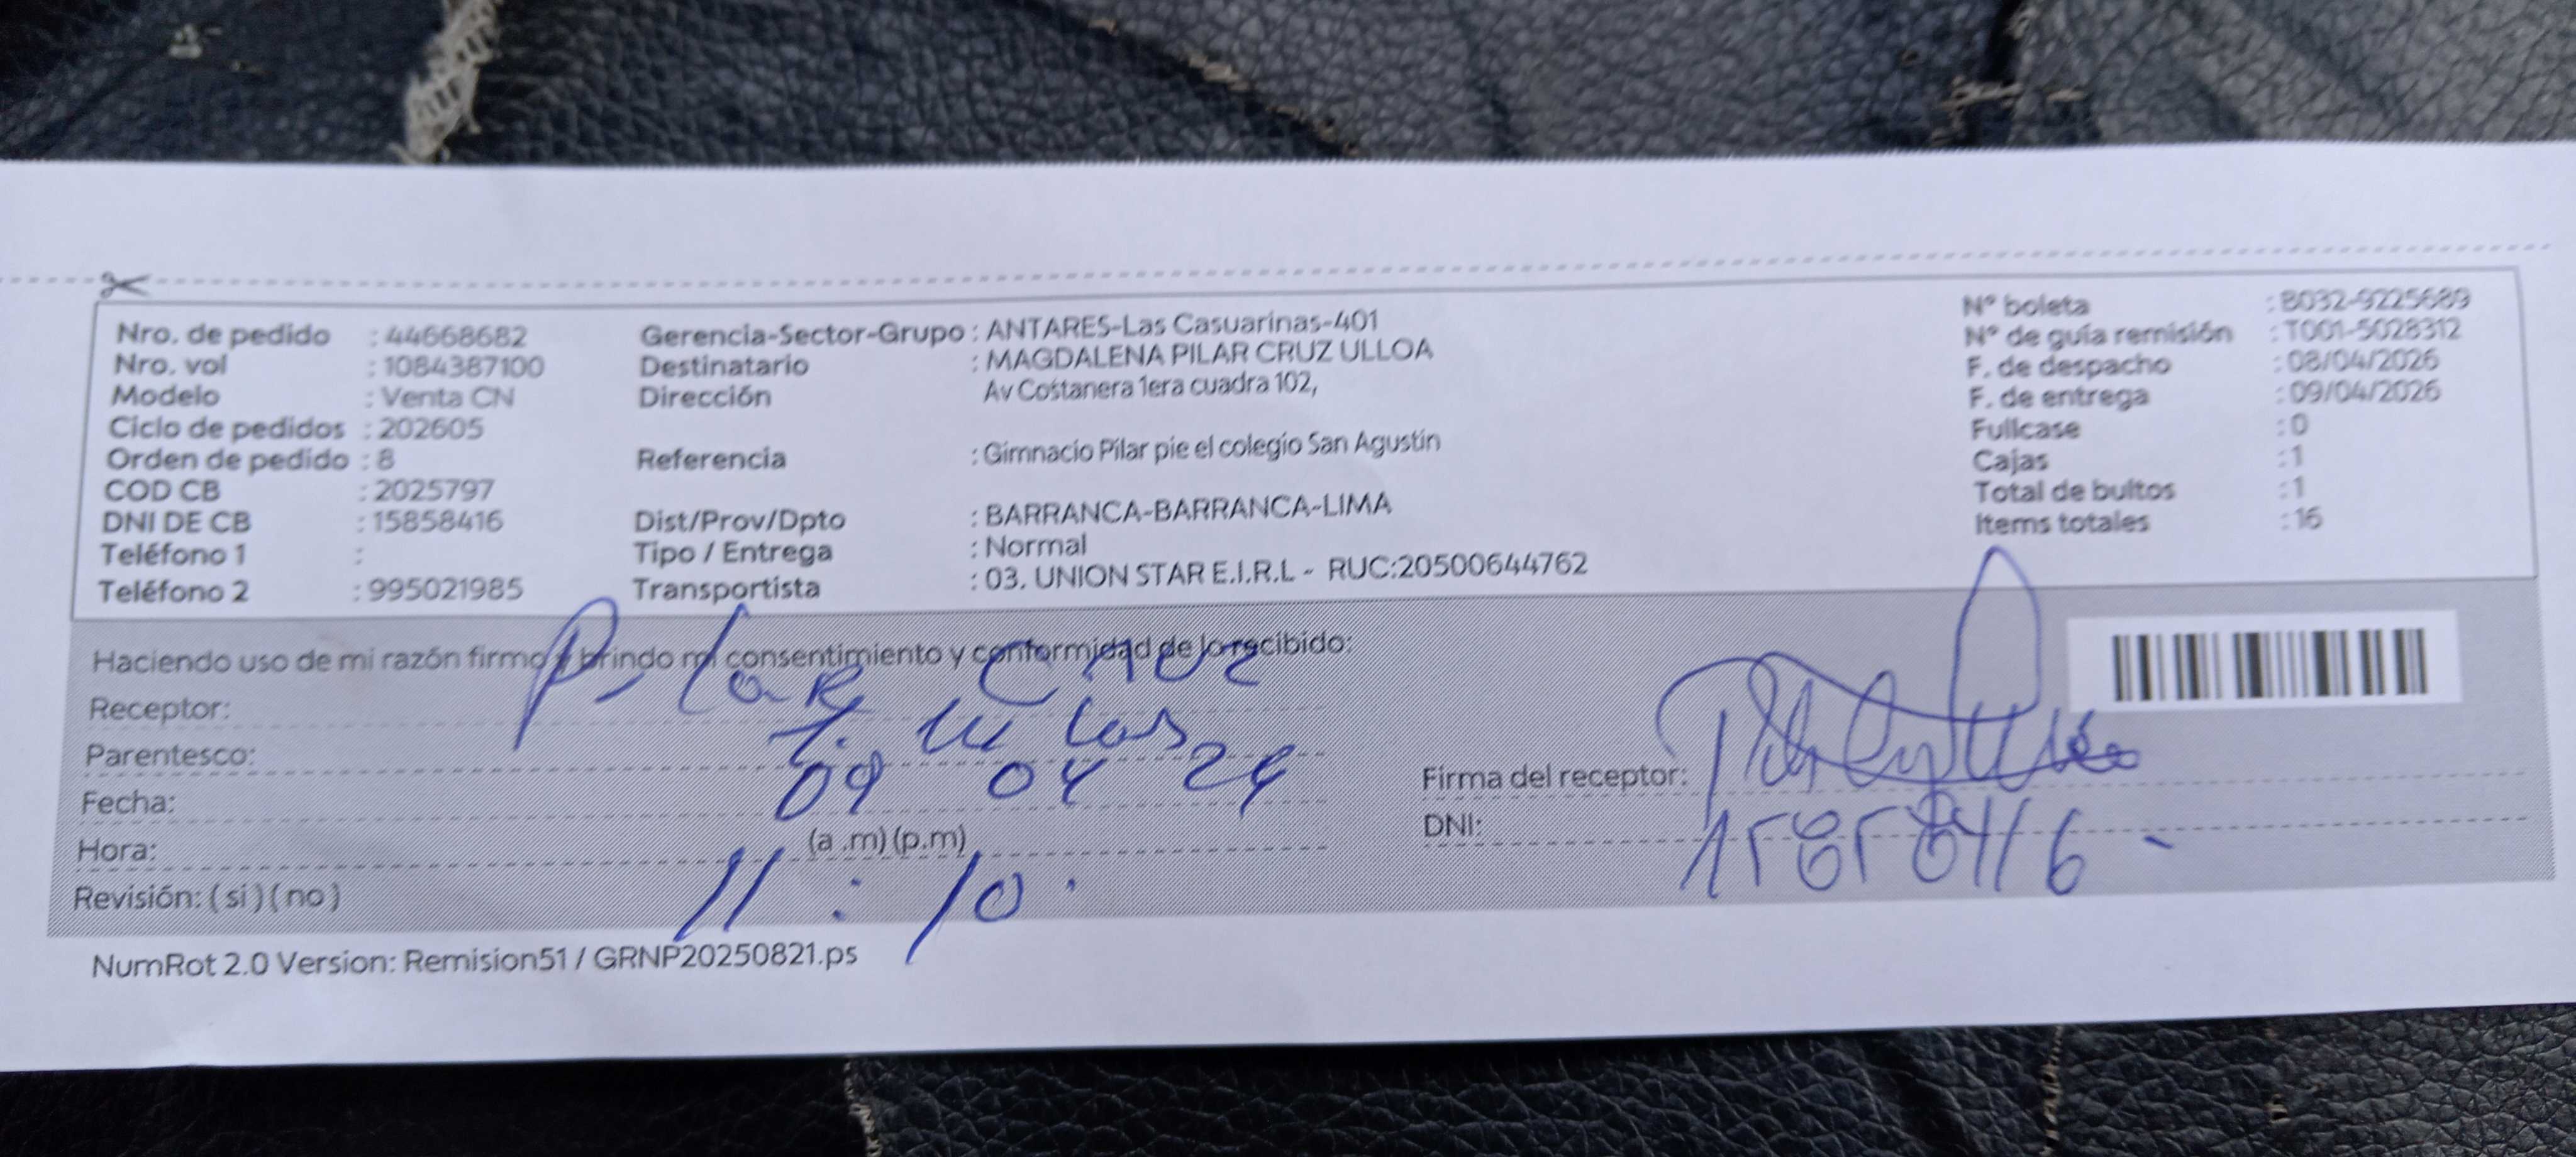 Nro. de pedido : 44668682
Nro. vol : 1084387100
Modelo : Venta CN
Ciclo de pedidos : 202605
Orden de pedido : 8
COD CB : 2025797
DNI DE CB : 15858416
Teléfono 1 :
Teléfono 2 : 995021985
Gerencia-Sector-Grupo : ANTARES-Las Casuarinas-401
Destinatario : MAGDALENA PILAR CRUZ ULLOA
Dirección Av Costanera 1era cuadra 102,
Referencia : Gimnacio Pilar pie el colegio San Agustin
Dist/Prov/Dpto : BARRANCA-BARRANCA-LIMA
Tipo / Entrega : Normal
Transportista : 03. UNION STAR E.I.R.L - RUC:20500644762
Nº boleta : B032-9225689
Nº de guía remisión : T001-5028312
F. de despacho : 08/04/2026
F. de entrega : 09/04/2026
Fullcase : 0
Cajas : 1
Total de bultos : 1
Items totales : 16
Haciendo uso de mi razón firmo y brindo mi consentimiento y conformidad de lo recibido:
Receptor: Pilar Cruz
Parentesco:
Fecha: 09 04
Hora: (a .m) (p.m)
11 : 10
Revisión: ( si ) ( no )
Firma del receptor:
DNI: 15858416
NumRot 2.0 Version: Remision51 / GRNP20250821.ps